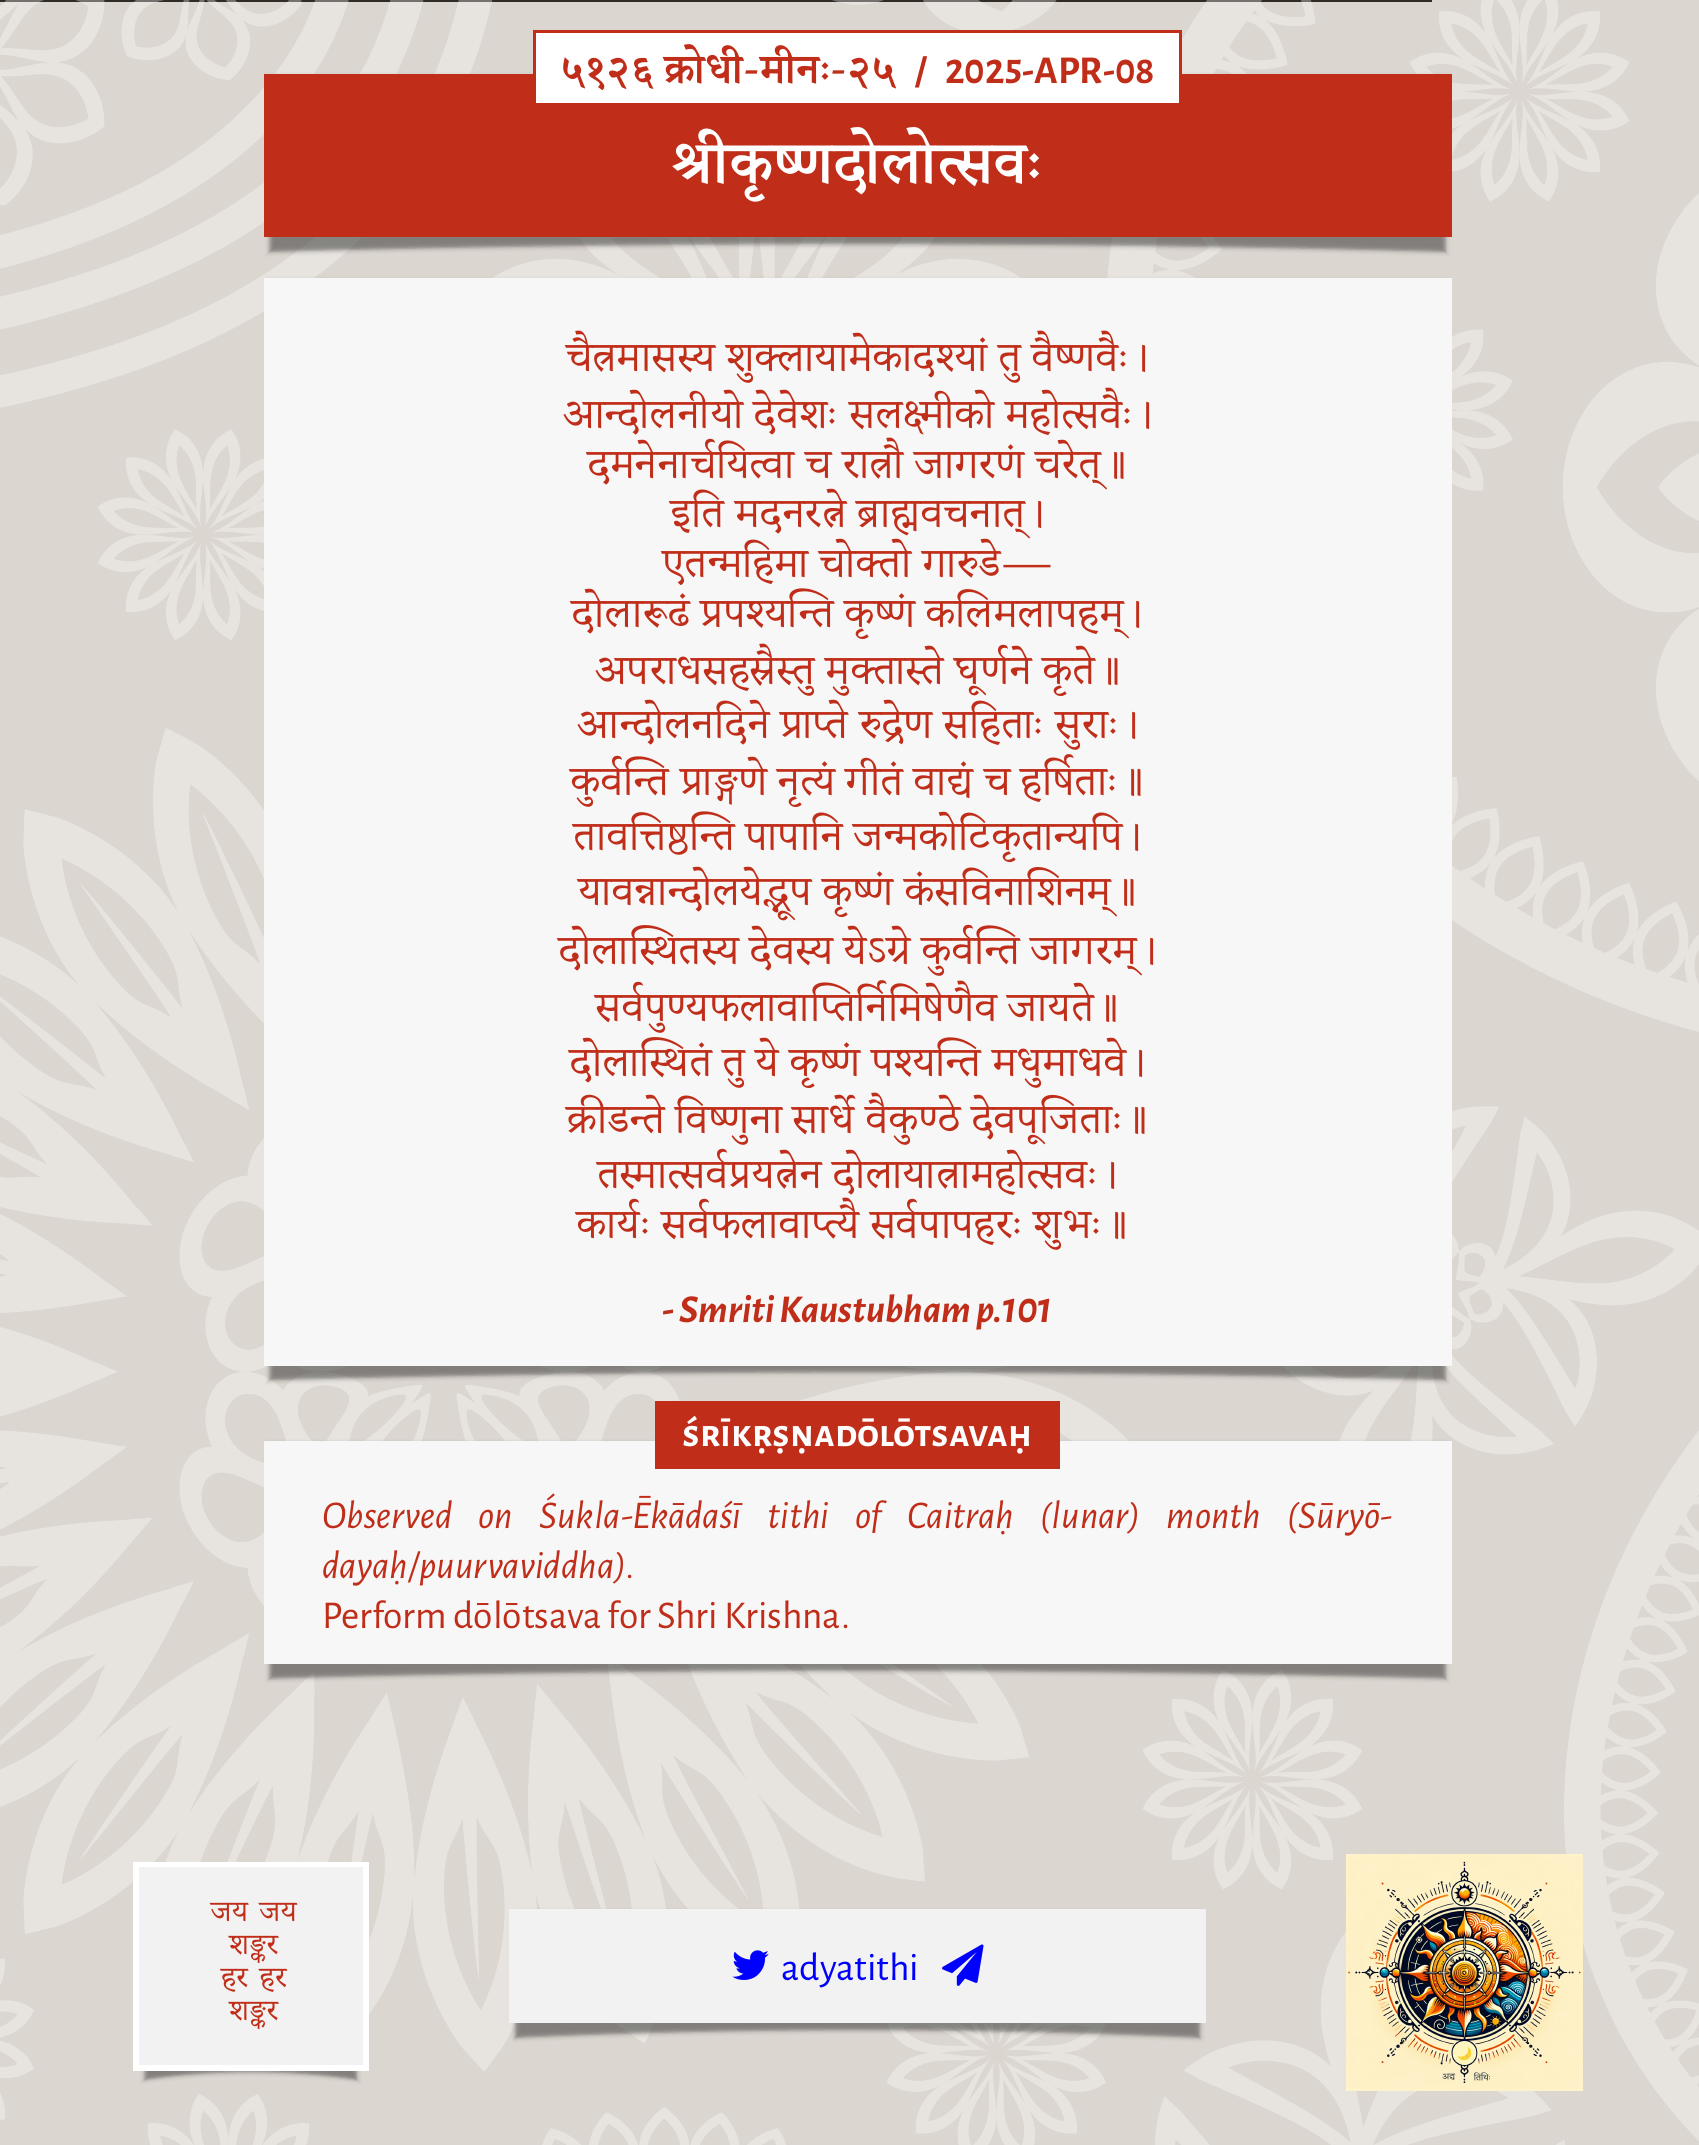 ५१२६ क्रोधी-मीनः-२५ / 2025-APR-08
श्रीकृष्णदोलोत्सवः
चैत्रमासस्य शुक्लायामेकादश्यां तु वैष्णवैः।
आन्दोलनीयो देवेशः सलक्ष्मीको महोत्सवैः।
दमनेनार्चयित्वा च रात्रौ जागरणं चरेत्॥
इति मदनरत्ने ब्राह्मवचनात्।
एतन्महिमा चोक्तो गारुडे—
दोलारूढं प्रपश्यन्ति कृष्णं कलिमलापहम्।
अपराधसहस्रैस्तु मुक्तास्ते घूर्णने कृते॥
आन्दोलनदिने प्राप्ते रुद्रेण सहिताः सुराः।
कुर्वन्ति प्राङ्गणे नृत्यं गीतं वाद्यं च हर्षिताः॥
तावत्तिष्ठन्ति पापानि जन्मकोटिकृतान्यपि।
यावन्नान्दोलयेद्भूप कृष्णं कंसविनाशिनम्॥
दोलास्थितस्य देवस्य येऽग्रे कुर्वन्ति जागरम्।
सर्वपुण्यफलावाप्तिर्निमिषेणैव जायते॥
दोलास्थितं तु ये कृष्णं पश्यन्ति मधुमाधवे।
क्रीडन्ते विष्णुना सार्धे वैकुण्ठे देवपूजिताः॥
तस्मात्सर्वप्रयत्नेन दोलायात्रामहोत्सवः।
कार्यः सर्वफलावाप्त्यै सर्वपापहरः शुभः॥
- Smriti Kaustubham p.101
ŚRĪKṚṢṆADŌLŌTSAVAḤ
Observed on Śukla-Ēkādaśī tithi of Caitraḥ (lunar) month (Sūryō-
dayaḥ/puurvaviddha).
Perform dōlōtsava for Shri Krishna.
जय जय
शङ्कर
हर हर
शङ्कर
adyatithi
अद्य तिथिः